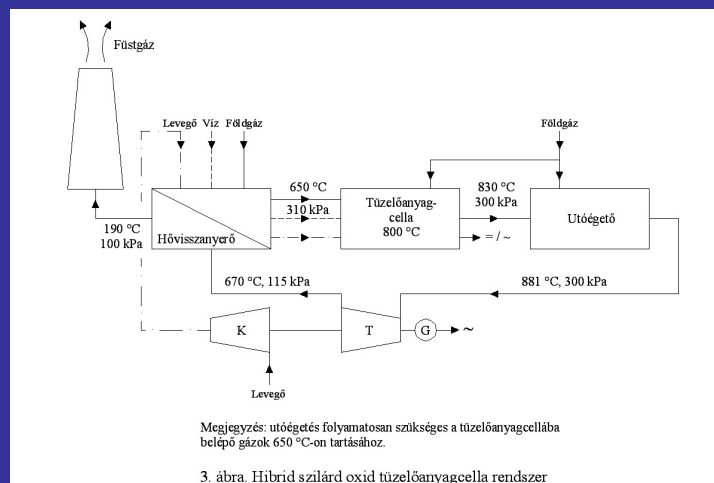 Füstgáz
Levegő Víz Földgáz
Földgáz
650 °C
310 kPa
Tüzelőanyag-
cella
800 °C
830 °C
300 kPa
= / ~
Utóégető
190 °C
100 kPa
Hővisszanyerő
670 °C, 115 kPa
881 °C, 300 kPa
K
T
G
~
Levegő
Megjegyzés: utóégetés folyamatosan szükséges a tüzelőanyagcellába
belépő gázok 650 °C-on tartásához.
3. ábra. Hibrid szilárd oxid tüzelőanyagcella rendszer